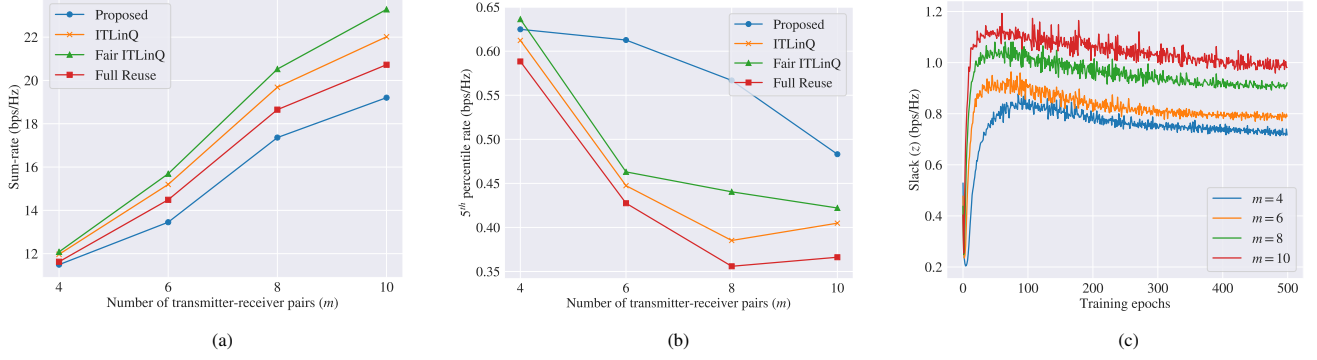 Sum-rate (bps/Hz)
22
20
18
16
14
12
4
6
8
10
Number of transmitter-receiver pairs (m)
Proposed
ITLinQ
Fair ITLinQ
Full Reuse
(a)
5th percentile rate (bps/Hz)
0.65
0.60
0.55
0.50
0.45
0.40
0.35
4
6
8
10
Number of transmitter-receiver pairs (m)
Proposed
ITLinQ
Fair ITLinQ
Full Reuse
(b)
Slack (z) (bps/Hz)
1.2
1.0
0.8
0.6
0.4
0.2
0
100
200
300
400
500
Training epochs
m = 4
m = 6
m = 8
m = 10
(c)